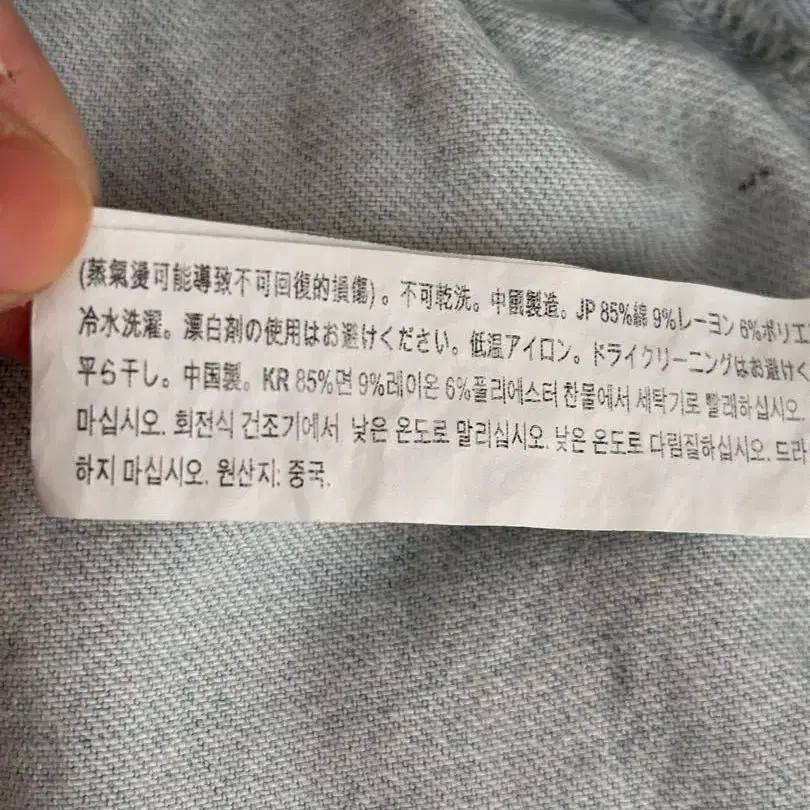 (蒸氣燙可能導致不可回復的損傷)。不可乾洗。中國製造。JP 85%綿 9%レーヨン 6%ポリエ
冷水洗濯。漂白剤の使用はお避けください。低温アイロン。ドライクリーニングはお避けく
平ら干し。中国製。KR 85%면 9%레이온 6%폴리에스터 찬물에서 세탁기로 빨래하십시오.
마십시오. 회전식 건조기에서 낮은 온도로 말리십시오. 낮은 온도로 다림질하십시오. 드라
하지 마십시오. 원산지: 중국.